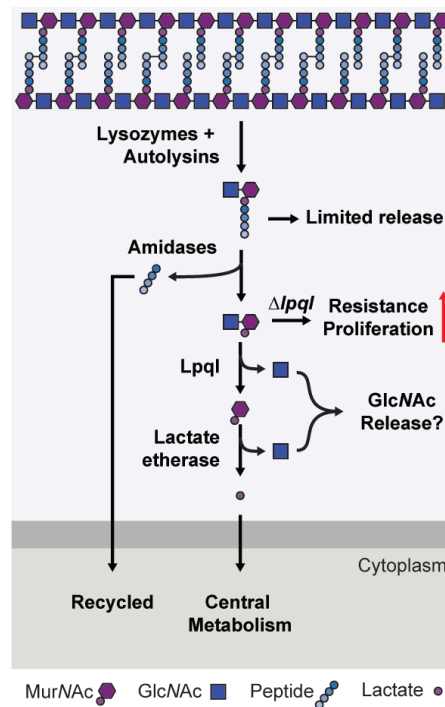 Lysozymes +
Autolysins
Limited release
Amidases
ΔlpqI
Resistance
Proliferation
LpqI
GlcNAc
Release?
Lactate
etherase
Cytoplasm
Recycled
Central
Metabolism
MurNAc GlcNAc Peptide Lactate